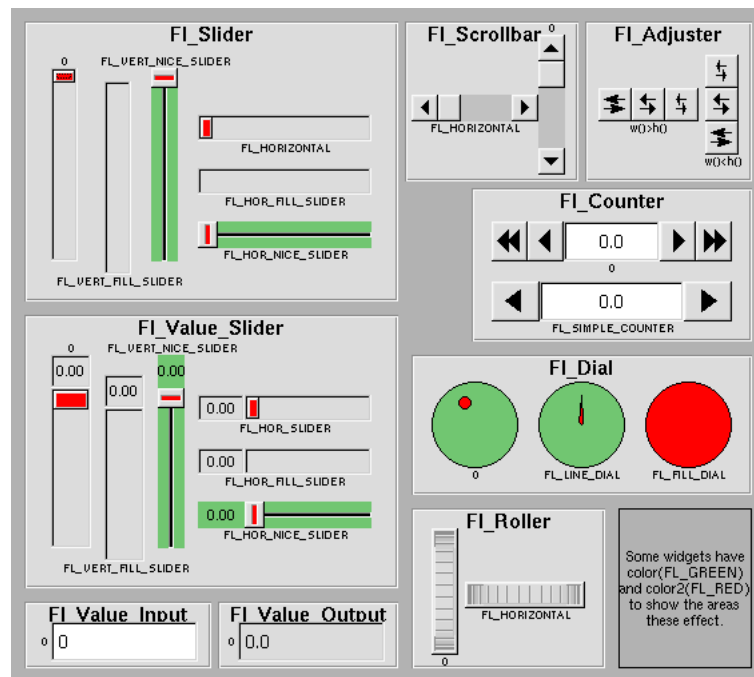 Fl_Slider
0
FL_VERT_NICE_SLIDER
FL_HORIZONTAL
FL_HOR_FILL_SLIDER
FL_HOR_NICE_SLIDER
FL_VERT_FILL_SLIDER
Fl_Scrollbar
0
FL_HORIZONTAL
Fl_Adjuster
w()>h()
w()<h()
Fl_Counter
0.0
0
0.0
FL_SIMPLE_COUNTER
Fl_Value_Slider
0
FL_VERT_NICE_SLIDER
0.00
0.00
0.00
0.00
FL_HOR_SLIDER
0.00
FL_HOR_FILL_SLIDER
0.00
FL_HOR_NICE_SLIDER
FL_VERT_FILL_SLIDER
Fl_Dial
0
FL_LINE_DIAL
FL_FILL_DIAL
Fl_Roller
FL_HORIZONTAL
0
Some widgets have
color(FL_GREEN)
and color2(FL_RED)
to show the areas
these effect.
Fl_Value_Input
0
0
Fl_Value_Output
0
0.0